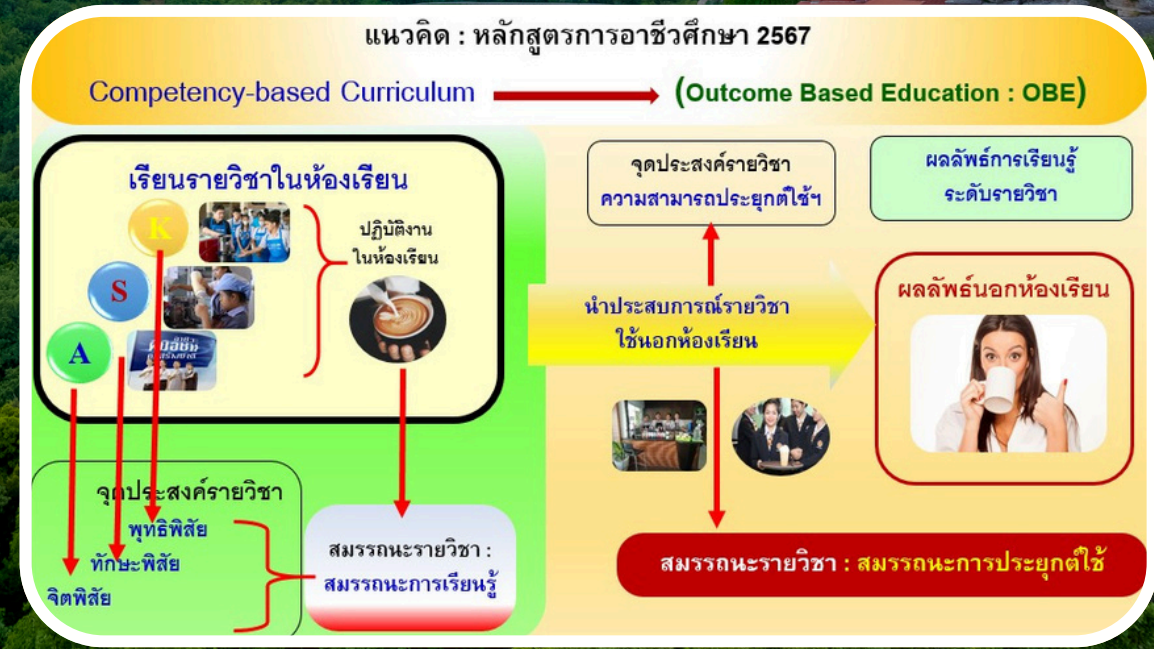 แนวคิด : หลักสูตรการอาชีวศึกษา 2567
Competency-based Curriculum
(Outcome Based Education : OBE)
เรียนรายวิชาในห้องเรียน
K
S
A
ปฏิบัติงาน
ในห้องเรียน
จุดประสงค์รายวิชา
พุทธิพิสัย
ทักษะพิสัย
จิตพิสัย
สมรรถนะรายวิชา :
สมรรถนะการเรียนรู้
จุดประสงค์รายวิชา
ความสามารถประยุกต์ใช้ฯ
ผลลัพธ์การเรียนรู้
ระดับรายวิชา
นำประสบการณ์รายวิชา
ใช้นอกห้องเรียน
ผลลัพธ์นอกห้องเรียน
สมรรถนะรายวิชา : สมรรถนะการประยุกต์ใช้